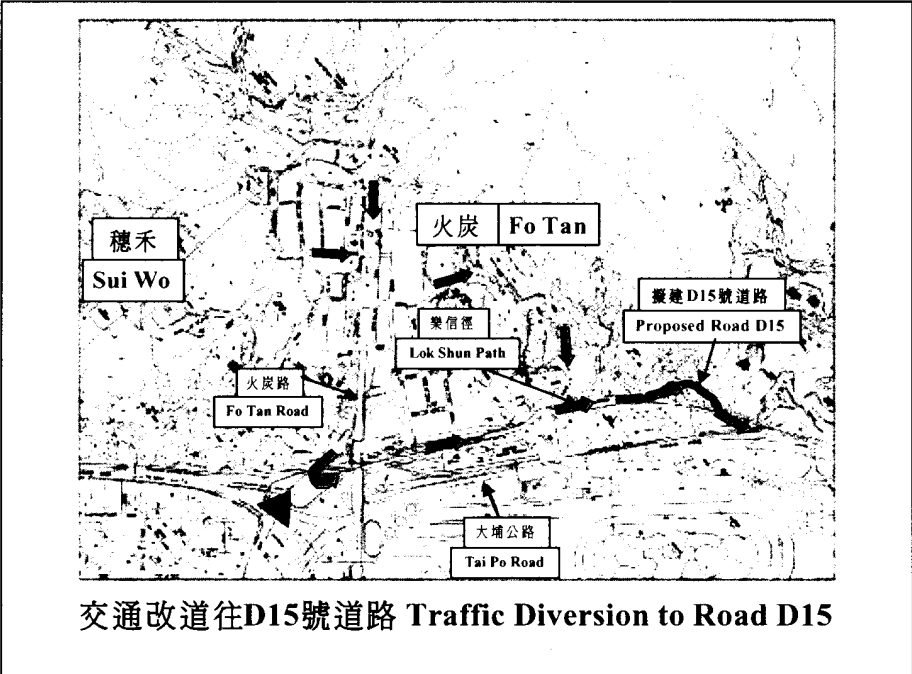 火炭 Fo Tan
穗禾
Sui Wo
擬建D15號道路
Proposed Road D15
樂信徑
Lok Shun Path
火炭路
Fo Tan Road
大埔公路
Tai Po Road
交通改道往D15號道路 Traffic Diversion to Road D15